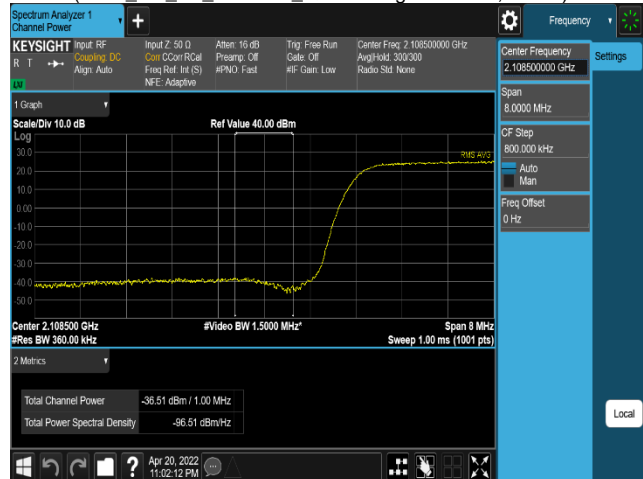 Spectrum Analyzer 1
Channel Power
Frequency
KEYSIGHT
R T
LXI
Input: RF
Coupling: DC
Align: Auto
Input Z: 50 Ω
Corr CCorr RCal
Freq Ref: Int (S)
NFE: Adaptive
Atten: 16 dB
Preamp: Off
#PNO: Fast
Trig: Free Run
Gate: Off
#IF Gain: Low
Center Freq: 2.108500000 GHz
Avg|Hold: 300/300
Radio Std: None
Center Frequency
2.108500000 GHz
Settings
Span
8.0000 MHz
CF Step
800.000 kHz
Auto
Man
Freq Offset
0 Hz
1 Graph
Scale/Div 10.0 dB
Ref Value 40.00 dBm
Log
RMS AVG
30.0
20.0
10.0
0.00
-10.0
-20.0
-30.0
-40.0
-50.0
Center 2.108500 GHz
#Video BW 1.5000 MHz*
Span 8 MHz
#Res BW 360.00 kHz
Sweep 1.00 ms (1001 pts)
2 Metrics
Total Channel Power
-36.51 dBm / 1.00 MHz
Total Power Spectral Density
-96.51 dBm/Hz
Local
?
Apr 20, 2022
11:02:12 PM